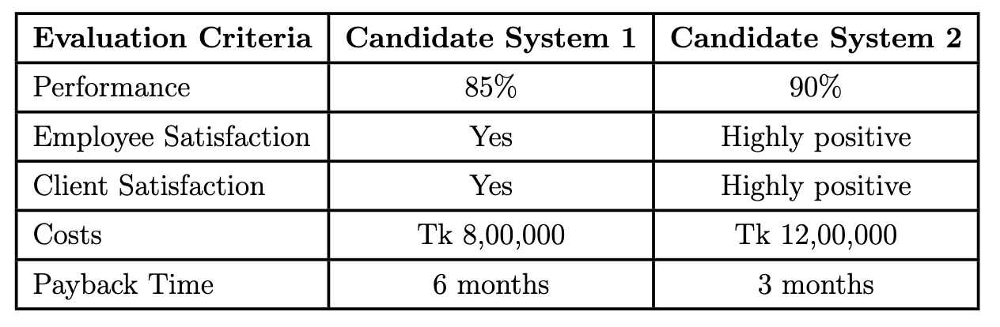 Evaluation Criteria Candidate System 1 Candidate System 2
Performance 85% 90%
Employee Satisfaction Yes Highly positive
Client Satisfaction Yes Highly positive
Costs Tk 8,00,000 Tk 12,00,000
Payback Time 6 months 3 months